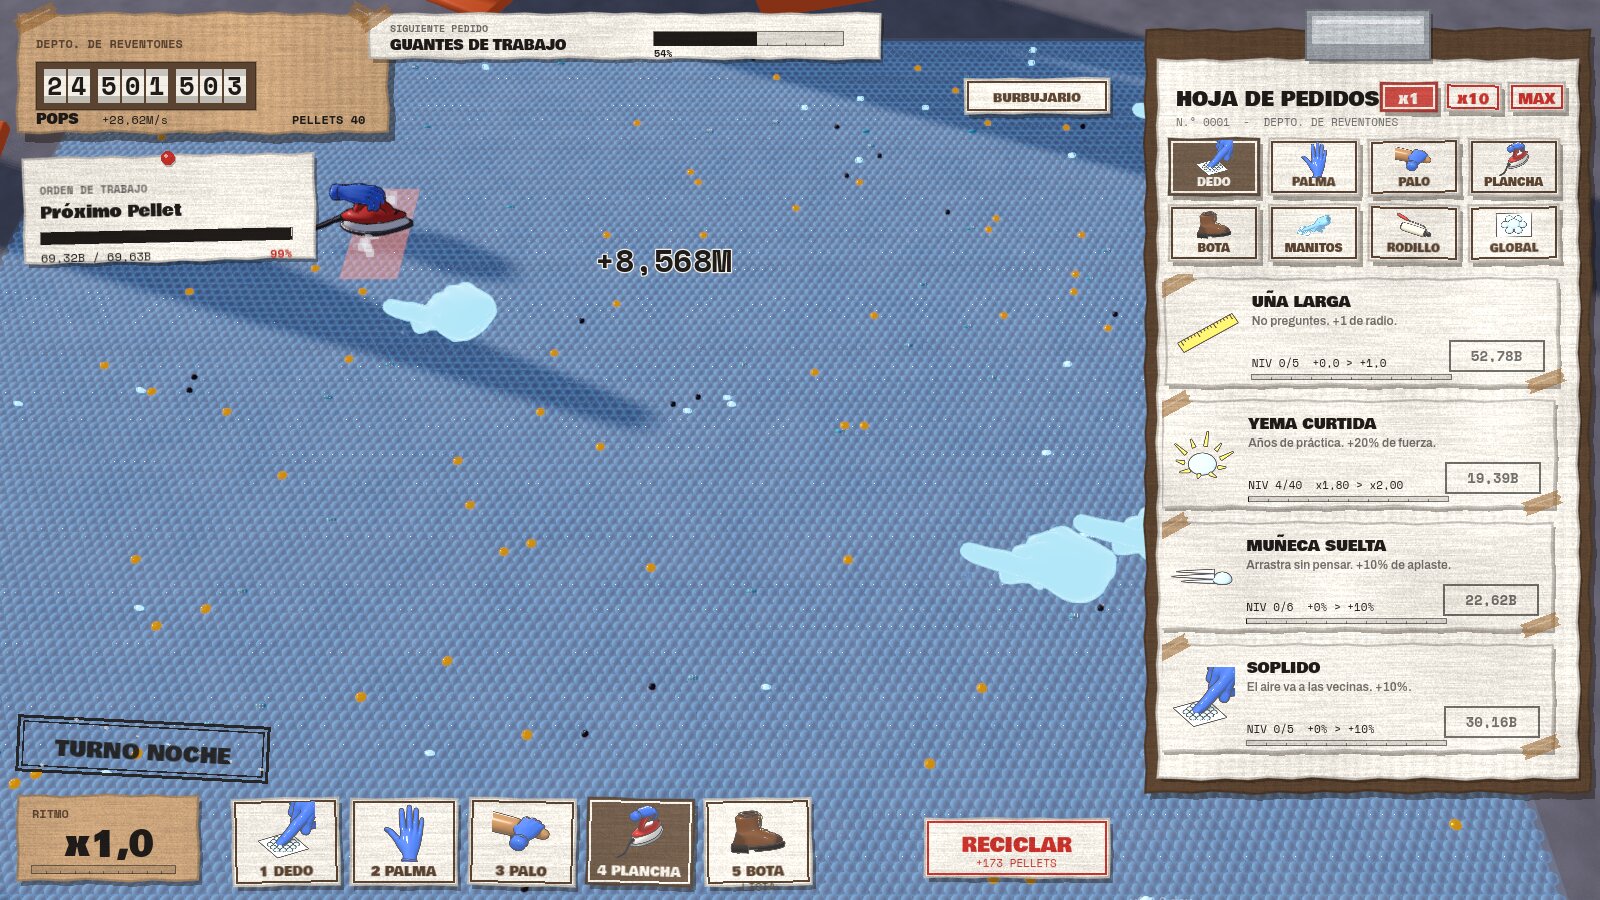 DEPTO. DE REVENTONES
24 501 503
POPS +28,62M/s PELLETS 40
SIGUIENTE PEDIDO
GUANTES DE TRABAJO
54%
BURBUJARIO
ORDEN DE TRABAJO
Próximo Pellet
69,32B / 69,63B 99%
+8,568M
HOJA DE PEDIDOS x1 x10 MAX
N.° 0001 - DEPTO. DE REVENTONES
DEDO PALMA PALO PLANCHA
BOTA MANITOS RODILLO GLOBAL
UÑA LARGA
No preguntes. +1 de radio.
NIV 0/5 +0,0 > +1,0 52,78B
YEMA CURTIDA
Años de práctica. +20% de fuerza.
NIV 4/40 x1,80 > x2,00 19,39B
MUÑECA SUELTA
Arrastra sin pensar. +10% de aplaste.
NIV 0/6 +0% > +10% 22,62B
SOPLIDO
El aire va a las vecinas. +10%.
NIV 0/5 +0% > +10% 30,16B
TURNO NOCHE
RITMO
x1,0
1 DEDO 2 PALMA 3 PALO 4 PLANCHA 5 BOTA
RECICLAR
+173 PELLETS